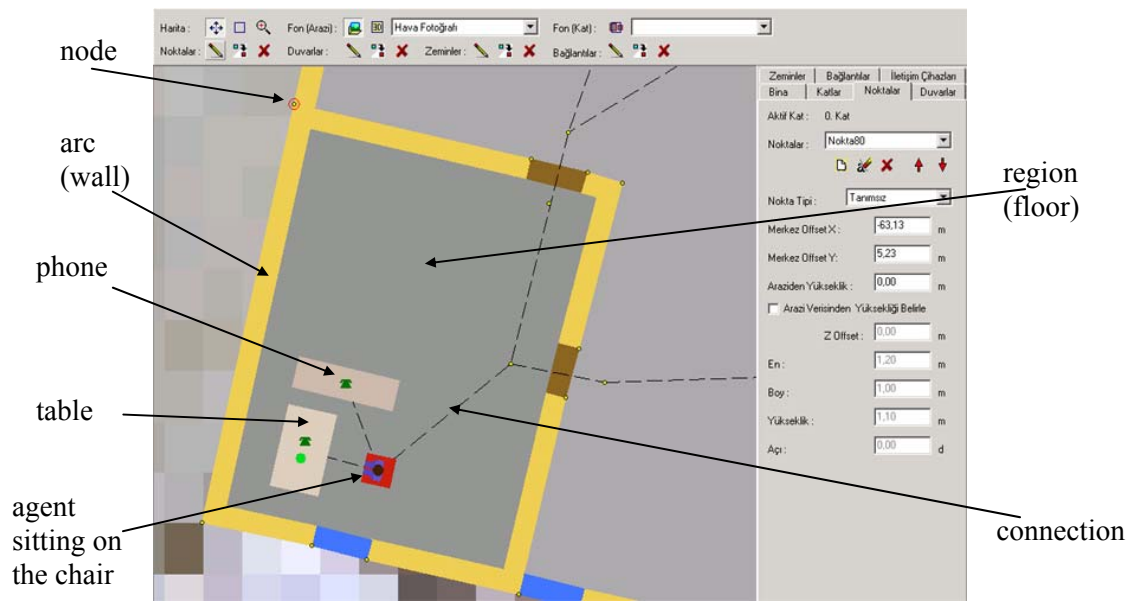 Harita :
Fon (Arazi) :
Hava Fotoğrafı
Fon (Kat) :
Noktalar :
Duvarlar :
Zeminler :
Bağlantılar :
node
arc
(wall)
phone
table
agent
sitting on
the chair
region
(floor)
connection
Zeminler Bağlantılar İletişim Cihazları
Bina Katlar Noktalar Duvarlar
Aktif Kat : 0. Kat
Noktalar : Nokta80
Nokta Tipi : Tanımsız
Merkez Offset X : -63,13 m
Merkez Offset Y: 5,23 m
Araziden Yükseklik : 0,00 m
Arazi Verisinden Yüksekliği Belirle
Z Offset : 0,00 m
En : 1,20 m
Boy : 1,00 m
Yükseklik : 1,10 m
Açı : 0,00 d